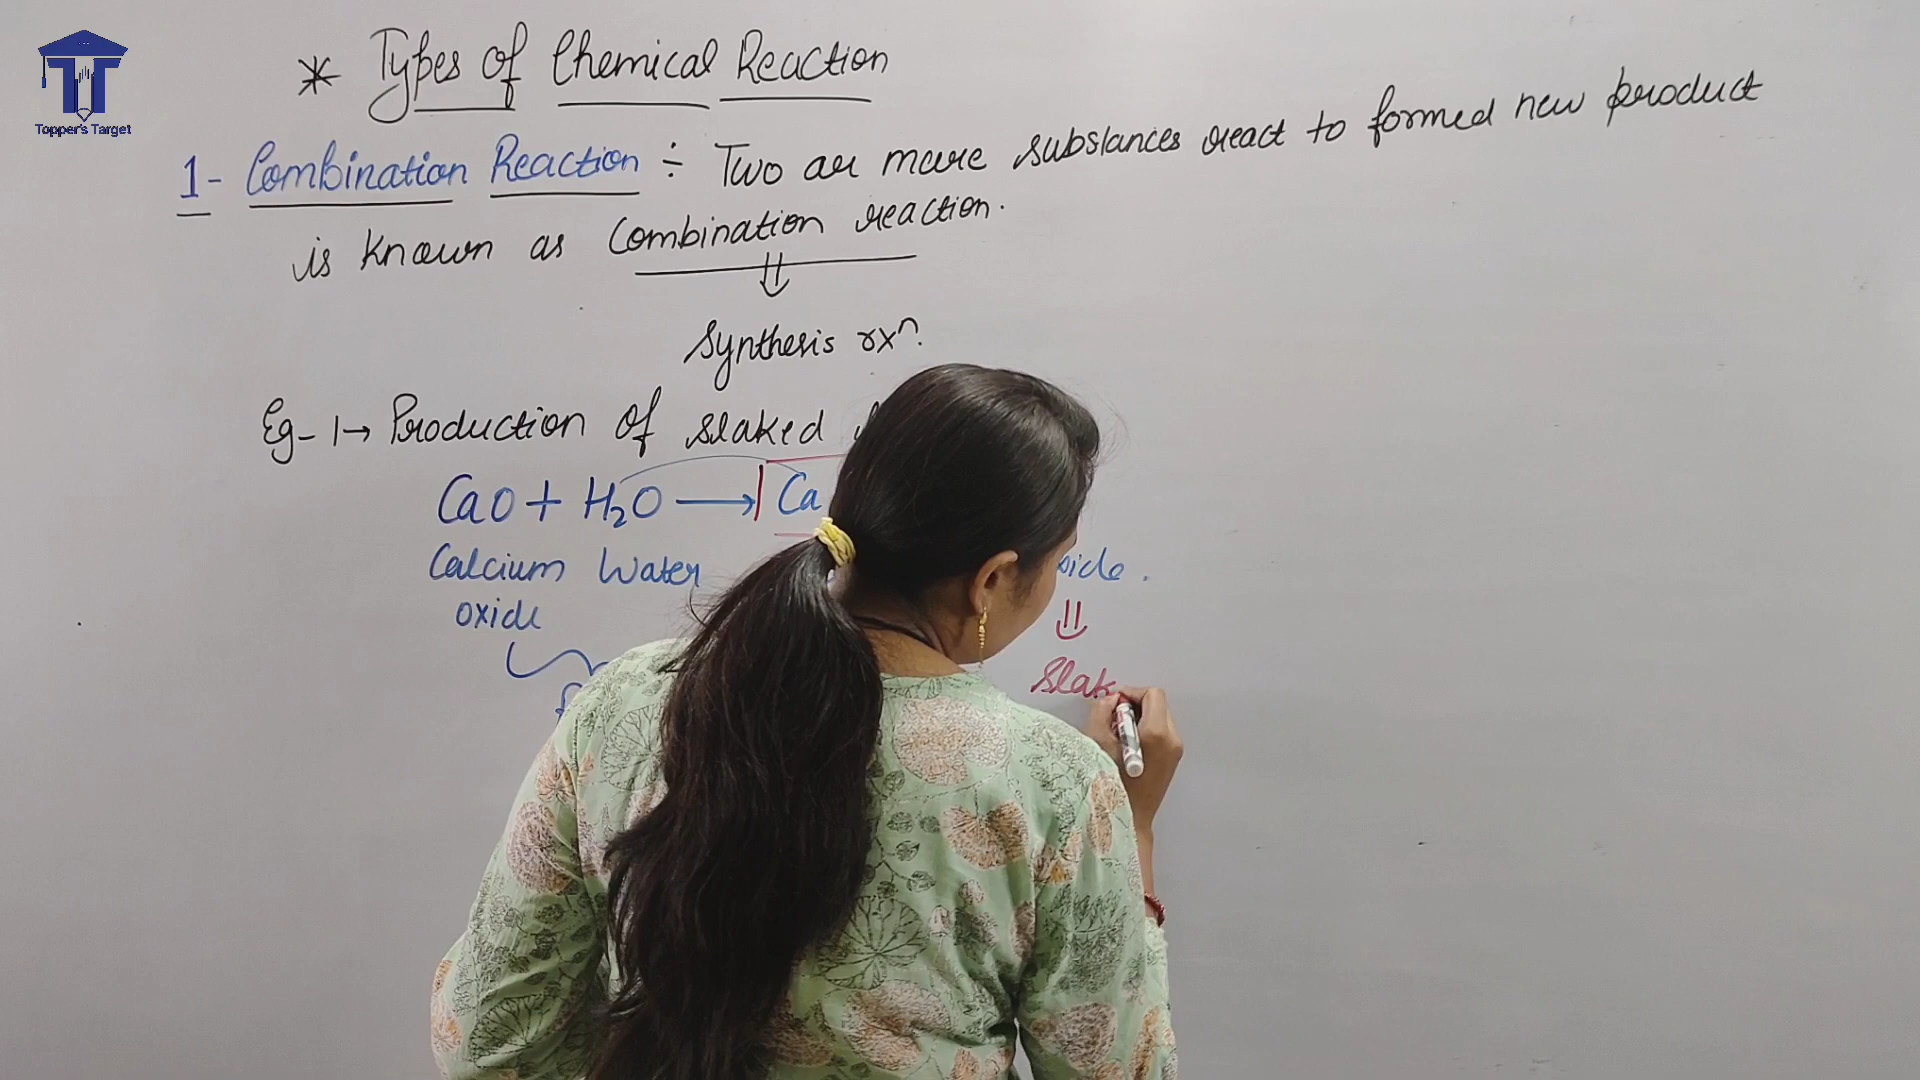 Topper's Target
* Types of Chemical Reaction
1- Combination Reaction ÷ Two are more substances react to formed new product
is known as Combination reaction.
⇓
Synthesis rxn.
Eg-1→ Production of slaked
CaO + H₂O → Ca
Calcium Water
oxide
⇓
Slak